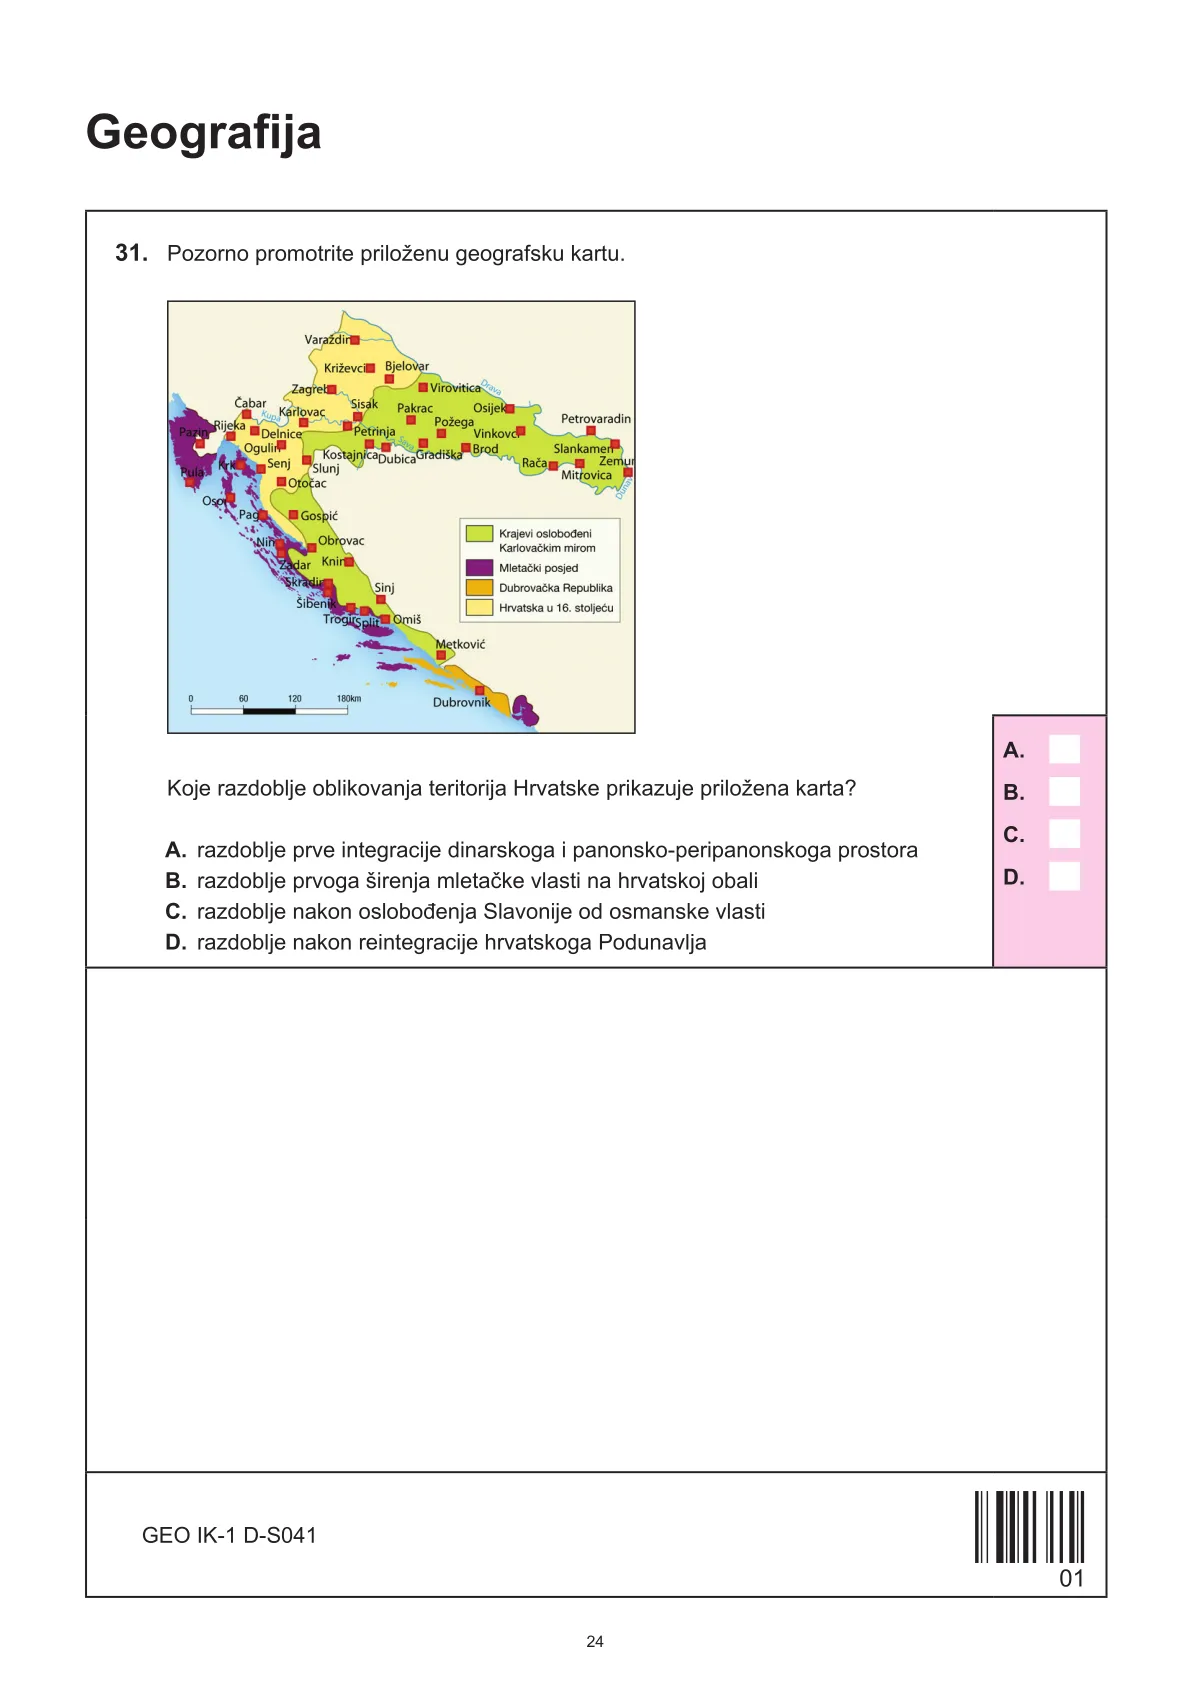 Geografija
31. Pozorno promotrite priloženu geografsku kartu.
Varaždin
Križevci
Bjelovar
Zagreb
Virovitica
Drava
Čabar
Karlovac
Sisak
Pakrac
Osijek
Petrovaradin
Rijeka
Kupa
Delnice
Petrinja
Požega
Vinkovci
Pazin
Ogulin
Kostajnica
Dubica
Sava
Gradiška
Brod
Slankamen
Krk
Senj
Slunj
Rača
Mitrovica
Zemun
Pula
Otočac
Dunav
Osor
Pag
Gospić
Nin
Obrovac
Zadar
Knin
Skradin
Sinj
Šibenik
Trogir
Split
Omiš
Metković
Dubrovnik
Krajevi oslobođeni
Karlovačkim mirom
Mletački posjed
Dubrovačka Republika
Hrvatska u 16. stoljeću
0 60 120 180km
Koje razdoblje oblikovanja teritorija Hrvatske prikazuje priložena karta?
A. razdoblje prve integracije dinarskoga i panonsko-peripanonskoga prostora
B. razdoblje prvoga širenja mletačke vlasti na hrvatskoj obali
C. razdoblje nakon oslobođenja Slavonije od osmanske vlasti
D. razdoblje nakon reintegracije hrvatskoga Podunavlja
A.
B.
C.
D.
GEO IK-1 D-S041
01
24